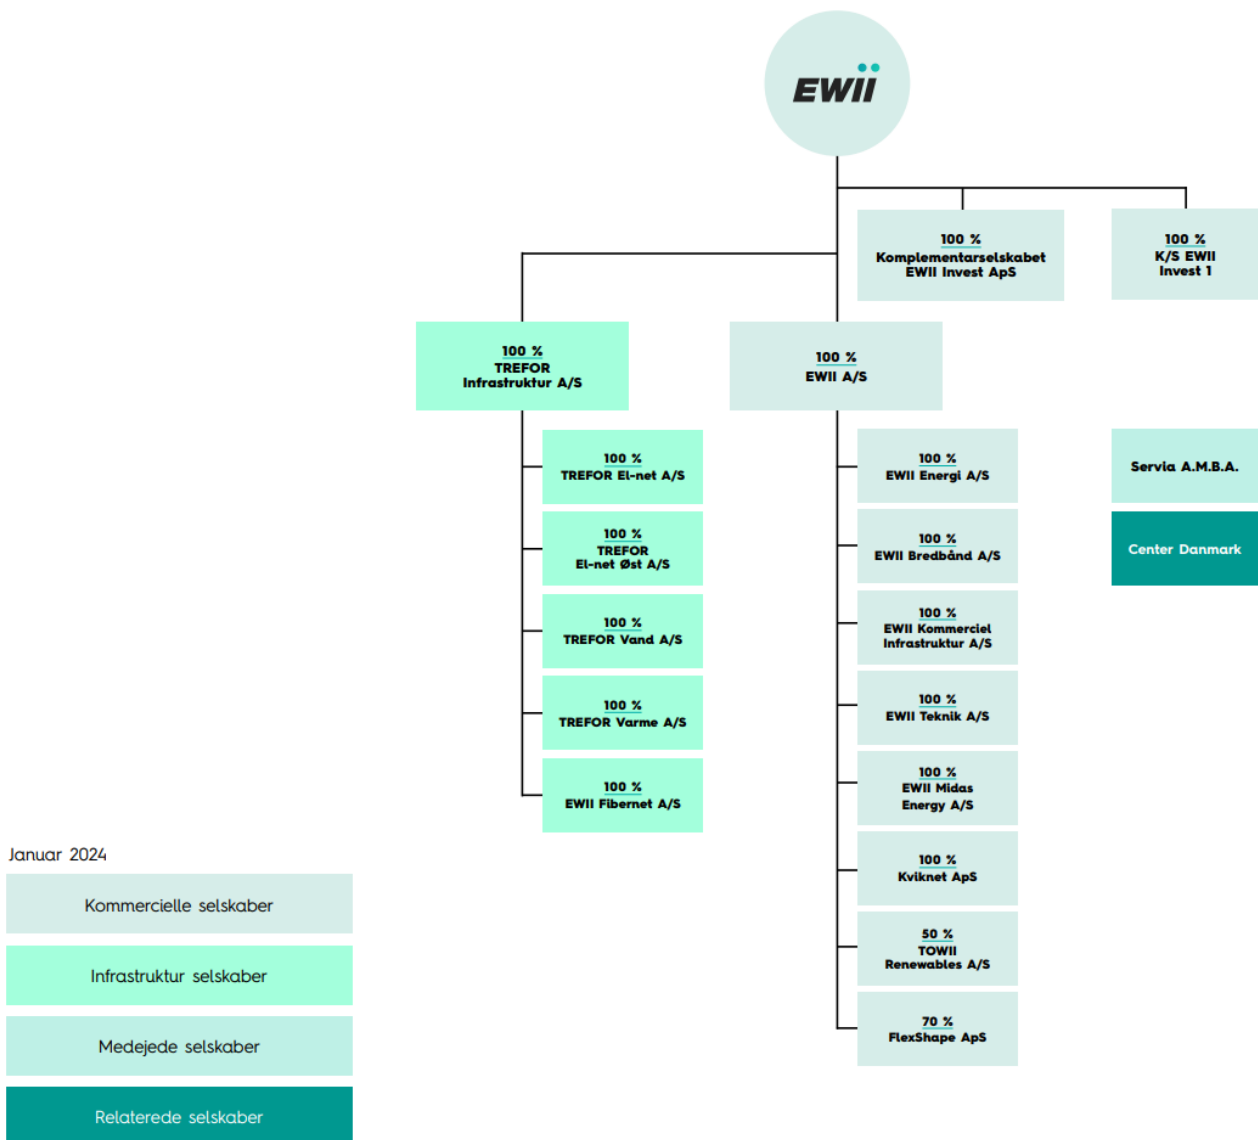 EWii
100 %
Komplementarselskabet
EWII Invest ApS
100 %
K/S EWII
Invest 1
100 %
TREFOR
Infrastruktur A/S
100 %
EWII A/S
100 %
TREFOR El-net A/S
100 %
TREFOR
El-net Øst A/S
100 %
TREFOR Vand A/S
100 %
TREFOR Varme A/S
100 %
EWII Fibernet A/S
100 %
EWII Energi A/S
100 %
EWII Bredbånd A/S
100 %
EWII Kommerciel
Infrastruktur A/S
100 %
EWII Teknik A/S
100 %
EWII Midas
Energy A/S
100 %
Kviknet ApS
50 %
TOWII
Renewables A/S
70 %
FlexShape ApS
Servia A.M.B.A.
Center Danmark
Januar 2024
Kommercielle selskaber
Infrastruktur selskaber
Medejede selskaber
Relaterede selskaber